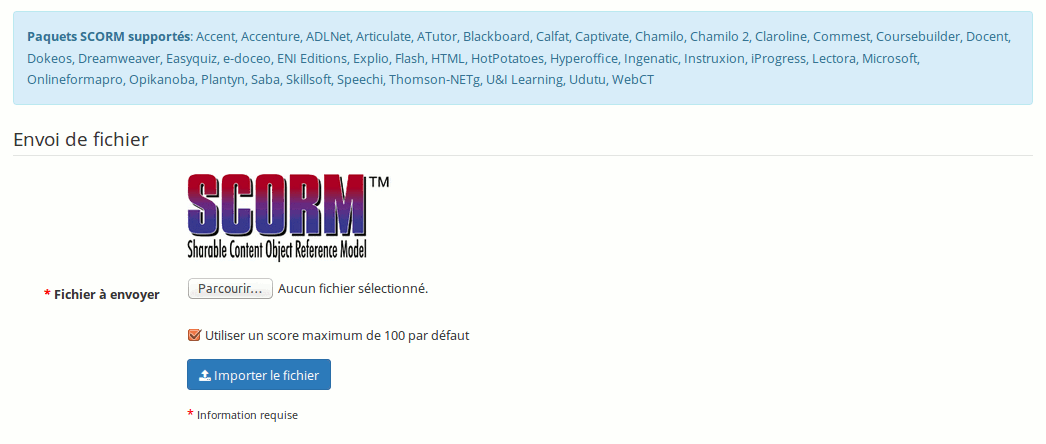 Paquets SCORM supportés: Accent, Accenture, ADLNet, Articulate, ATutor, Blackboard, Calfat, Captivate, Chamilo, Chamilo 2, Claroline, Commest, Coursebuilder, Docent,
Dokeos, Dreamweaver, Easyquiz, e-doceo, ENI Editions, Explio, Flash, HTML, HotPotatoes, Hyperoffice, Ingenatic, Instruxion, iProgress, Lectora, Microsoft,
Onlineformapro, Opikanoba, Plantyn, Saba, Skillsoft, Speechi, Thomson-NETg, U&I Learning, Udutu, WebCT
Envoi de fichier
SCORM™
Sharable Content Object Reference Model
* Fichier à envoyer Parcourir... Aucun fichier sélectionné.
Utiliser un score maximum de 100 par défaut
Importer le fichier
* Information requise